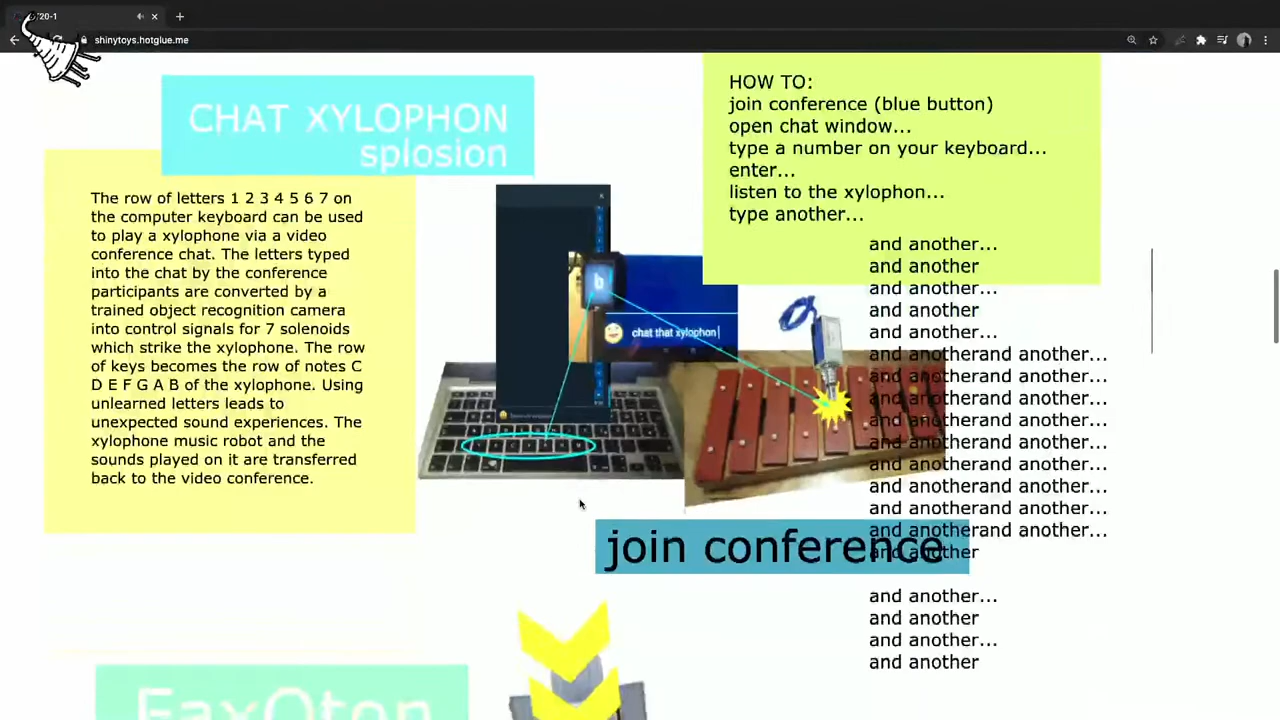 20-1
shinytoys.hotglue.me
CHAT XYLOPHON
splosion
The row of letters 1 2 3 4 5 6 7 on
the computer keyboard can be used
to play a xylophone via a video
conference chat. The letters typed
into the chat by the conference
participants are converted by a
trained object recognition camera
into control signals for 7 solenoids
which strike the xylophone. The row
of keys becomes the row of notes C
D E F G A B of the xylophone. Using
unlearned letters leads to
unexpected sound experiences. The
xylophone music robot and the
sounds played on it are transferred
back to the video conference.
HOW TO:
join conference (blue button)
open chat window...
type a number on your keyboard...
enter...
listen to the xylophon...
type another...
and another...
and another
and another...
and another
and another...
and anotherand another...
and anotherand another...
and anotherand another...
and anotherand another...
and anotherand another...
and anotherand another...
and anotherand another...
and anotherand another...
and anotherand another...
and another
and another...
and another
and another...
and another
b
chat that xylophon
join conference
FaxOton